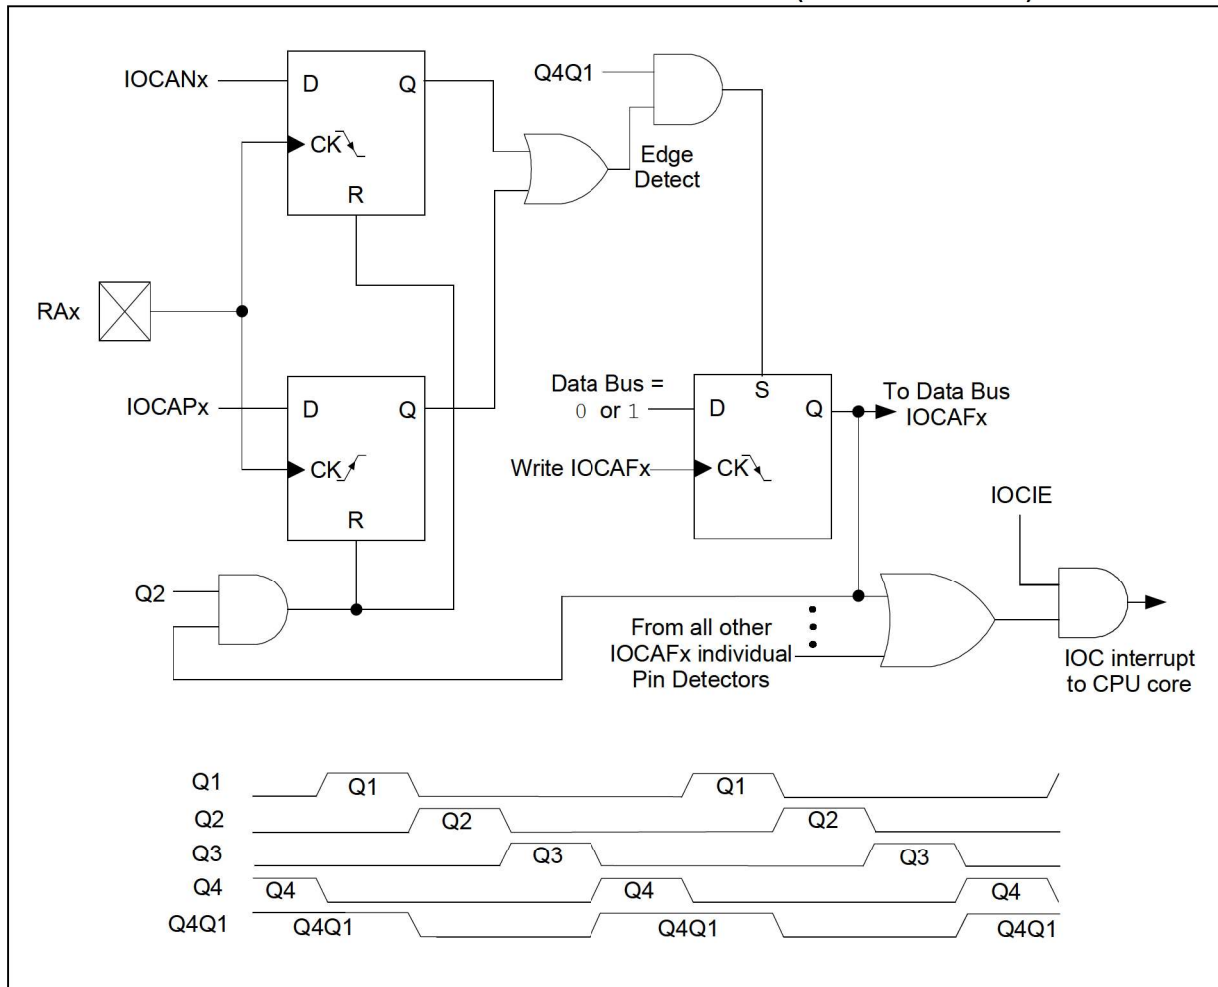 IOCANx
D
Q
CK
R
Q4Q1
Edge
Detect
RAx
IOCAPx
D
Q
CK
R
Data Bus =
0 or 1
S
D
Q
To Data Bus
IOCAFx
Write IOCAFx
CK
IOCIE
Q2
From all other
IOCAFx individual
Pin Detectors
IOC interrupt
to CPU core
Q1 Q1 Q1
Q2 Q2 Q2
Q3 Q3 Q3
Q4 Q4 Q4 Q4
Q4Q1 Q4Q1 Q4Q1 Q4Q1